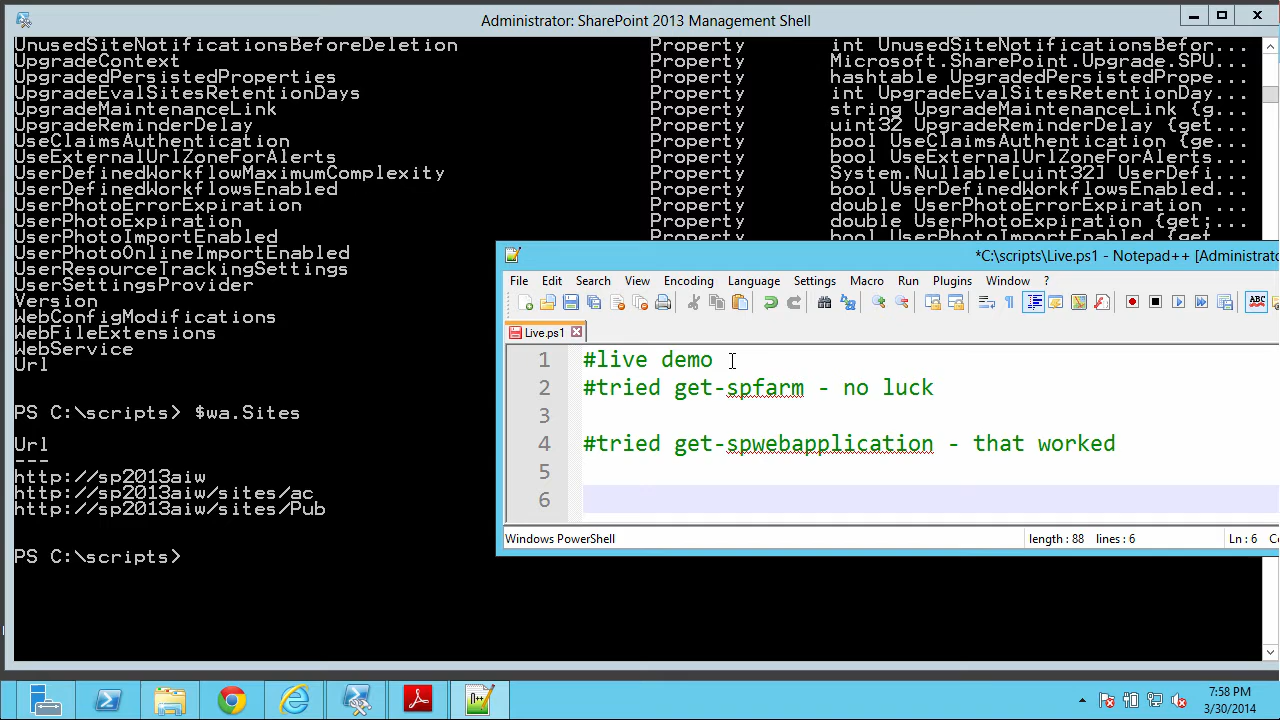 Administrator: SharePoint 2013 Management Shell
UnusedSiteNotificationsBeforeDeletion Property int UnusedSiteNotificationsBefor...
UpgradeContext Property Microsoft.SharePoint.Upgrade.SPU...
UpgradedPersistedProperties Property hashtable UpgradedPersistedPrope...
UpgradeEvalSitesRetentionDays Property int UpgradeEvalSitesRetentionDay...
UpgradeMaintenanceLink Property string UpgradeMaintenanceLink {g...
UpgradeReminderDelay Property uint32 UpgradeReminderDelay {get...
UseClaimsAuthentication Property bool UseClaimsAuthentication {ge...
UseExternalUrlZoneForAlerts Property bool UseExternalUrlZoneForAlerts...
UserDefinedWorkflowMaximumComplexity Property System.Nullable[uint32] UserDefi...
UserDefinedWorkflowsEnabled Property bool UserDefinedWorkflowsEnabled...
UserPhotoErrorExpiration Property double UserPhotoErrorExpiration ...
UserPhotoExpiration Property double UserPhotoExpiration {get;...
UserPhotoImportEnabled Property bool UserPhotoImportEnabled {get...
UserPhotoOnlineImportEnabled
UserResourceTrackingSettings
UserSettingsProvider
Version
WebConfigModifications
WebFileExtensions
WebService
Url
PS C:\scripts> $wa.Sites
Url
---
http://sp2013aiw
http://sp2013aiw/sites/ac
http://sp2013aiw/sites/Pub
PS C:\scripts>
*C:\scripts\Live.ps1 - Notepad++ [Administrato
File Edit Search View Encoding Language Settings Macro Run Plugins Window ?
ABC
Live.ps1
1 #live demo
2 #tried get-spfarm - no luck
3
4 #tried get-spwebapplication - that worked
5
6
Windows PowerShell length : 88 lines : 6 Ln : 6 Co
7:58 PM
3/30/2014